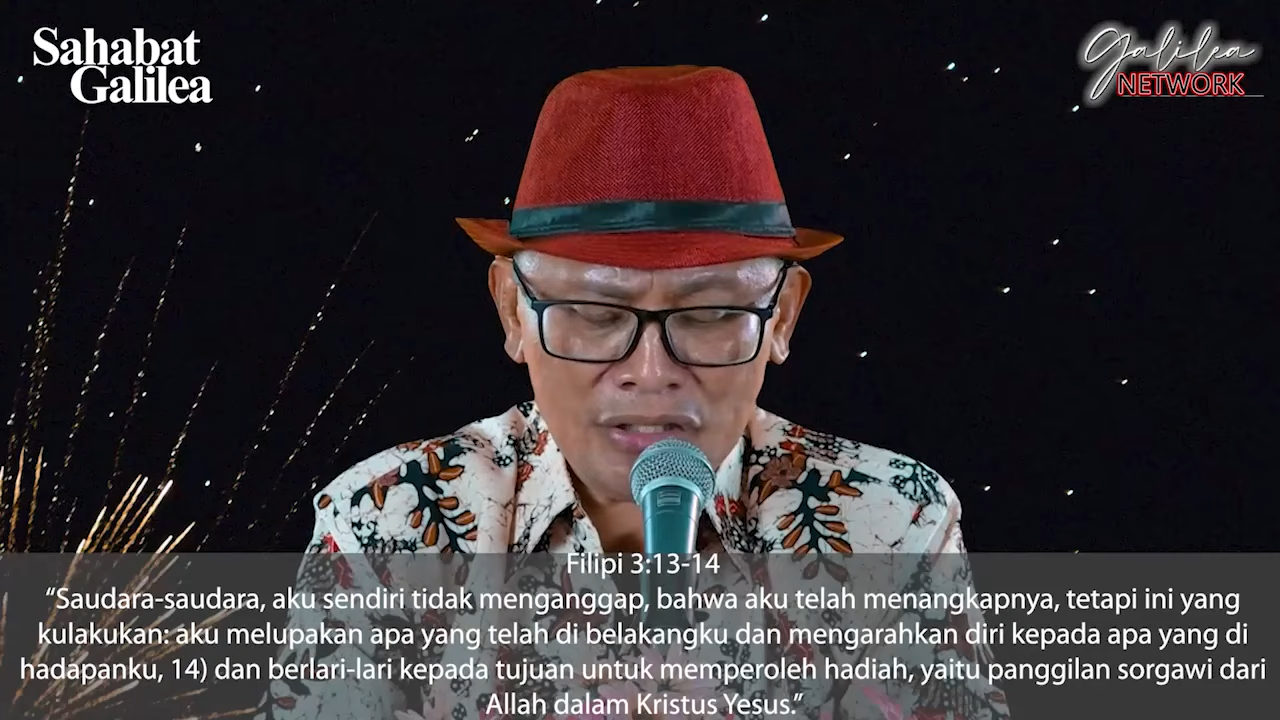 Sahabat
Galilea
Galilea
NETWORK
Filipi 3:13-14
“Saudara-saudara, aku sendiri tidak menganggap, bahwa aku telah menangkapnya, tetapi ini yang
kulakukan: aku melupakan apa yang telah di belakangku dan mengarahkan diri kepada apa yang di
hadapanku, 14) dan berlari-lari kepada tujuan untuk memperoleh hadiah, yaitu panggilan sorgawi dari
Allah dalam Kristus Yesus.”